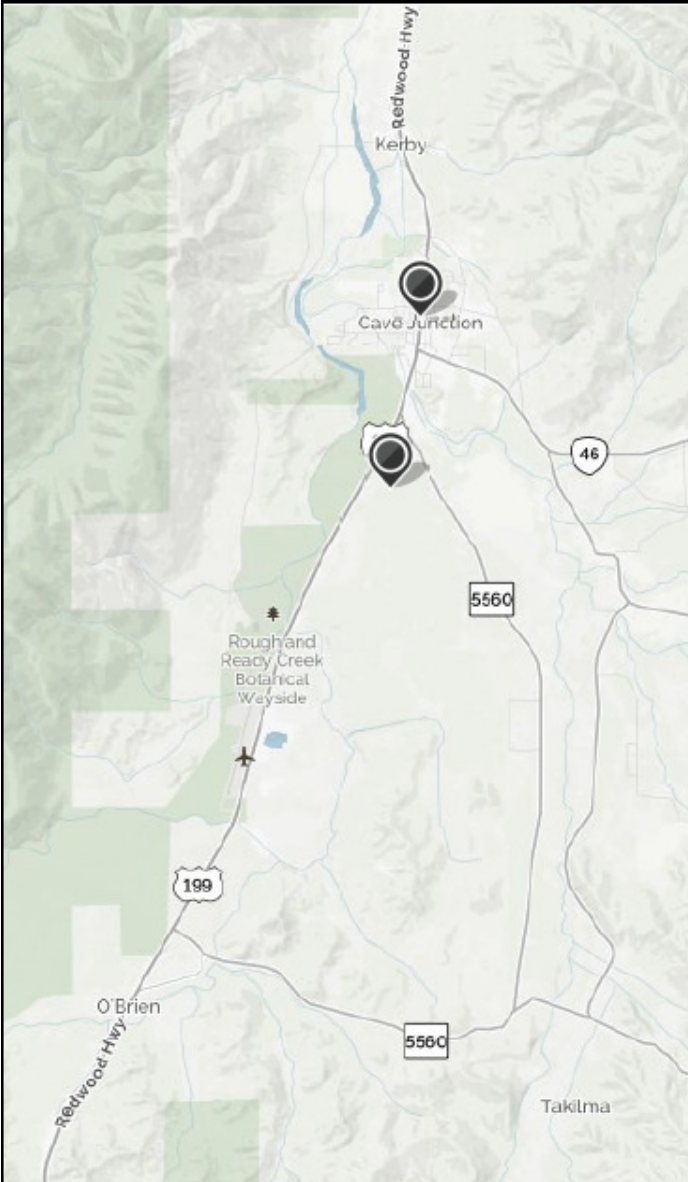 Redwood Hwy
Kerby
Cave Junction
46
5560
Rough and
Ready Creek
Botanical
Wayside
199
O'Brien
5560
Redwood Hwy
Takilma